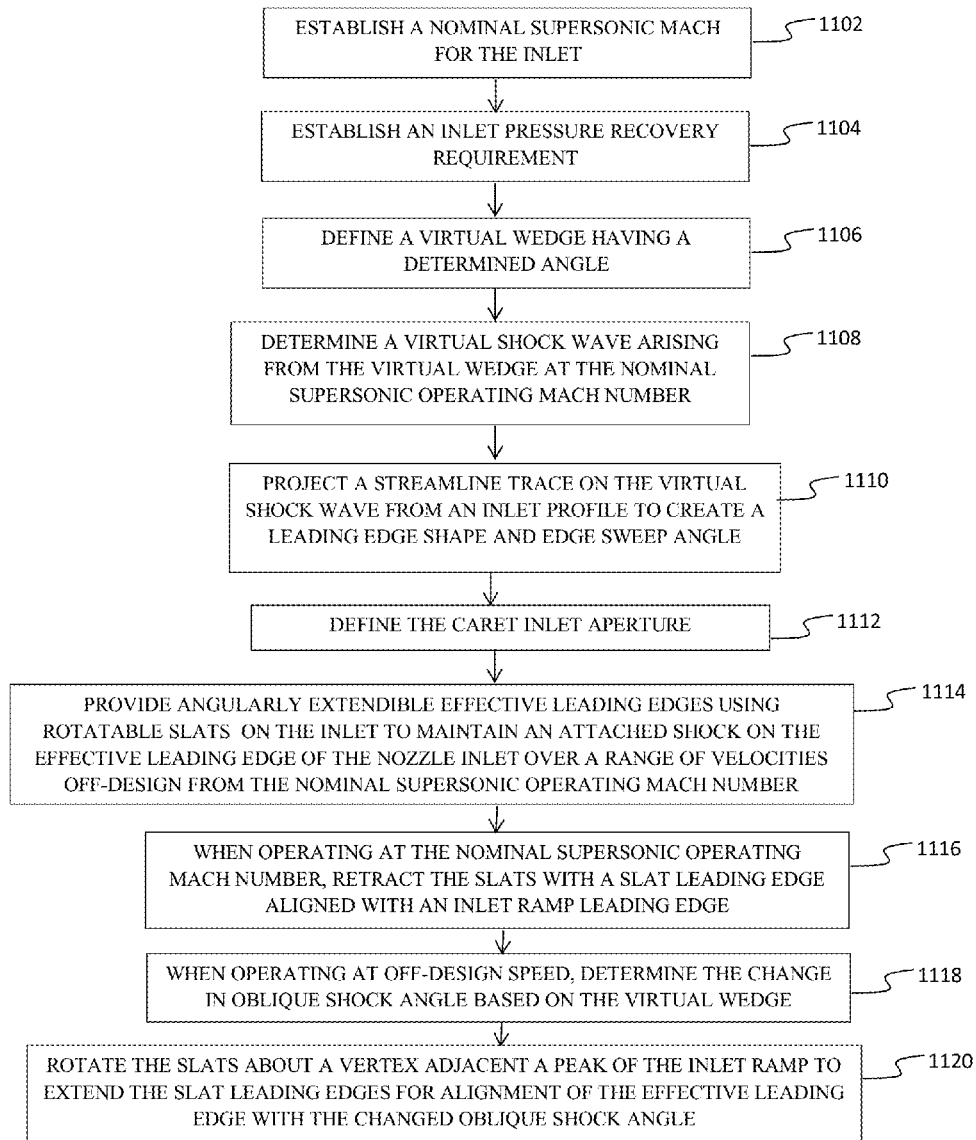 ESTABLISH A NOMINAL SUPERSONIC MACH
FOR THE INLET
1102
ESTABLISH AN INLET PRESSURE RECOVERY
REQUIREMENT
1104
DEFINE A VIRTUAL WEDGE HAVING A
DETERMINED ANGLE
1106
DETERMINE A VIRTUAL SHOCK WAVE ARISING
FROM THE VIRTUAL WEDGE AT THE NOMINAL
SUPERSONIC OPERATING MACH NUMBER
1108
PROJECT A STREAMLINE TRACE ON THE VIRTUAL
SHOCK WAVE FROM AN INLET PROFILE TO CREATE A
LEADING EDGE SHAPE AND EDGE SWEEP ANGLE
1110
DEFINE THE CARET INLET APERTURE
1112
PROVIDE ANGULARLY EXTENDIBLE EFFECTIVE LEADING EDGES USING
ROTATABLE SLATS ON THE INLET TO MAINTAIN AN ATTACHED SHOCK ON THE
EFFECTIVE LEADING EDGE OF THE NOZZLE INLET OVER A RANGE OF VELOCITIES
OFF-DESIGN FROM THE NOMINAL SUPERSONIC OPERATING MACH NUMBER
1114
WHEN OPERATING AT THE NOMINAL SUPERSONIC OPERATING
MACH NUMBER, RETRACT THE SLATS WITH A SLAT LEADING EDGE
ALIGNED WITH AN INLET RAMP LEADING EDGE
1116
WHEN OPERATING AT OFF-DESIGN SPEED, DETERMINE THE CHANGE
IN OBLIQUE SHOCK ANGLE BASED ON THE VIRTUAL WEDGE
1118
ROTATE THE SLATS ABOUT A VERTEX ADJACENT A PEAK OF THE INLET RAMP TO
EXTEND THE SLAT LEADING EDGES FOR ALIGNMENT OF THE EFFECTIVE LEADING
EDGE WITH THE CHANGED OBLIQUE SHOCK ANGLE
1120